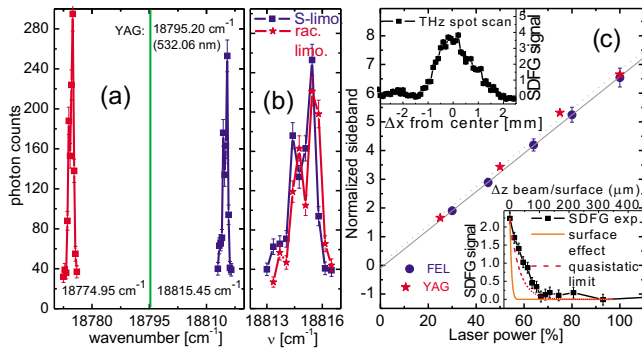 280
240
200
160
120
80
40
0
photon counts
YAG:
18795.20 cm⁻¹
(532.06 nm)
(a)
18774.95 cm⁻¹
18815.45 cm⁻¹
18780
18795
18810
wavenumber [cm⁻¹]
S-limo.
rac.
limo.
(b)
18813
18816
ν [cm⁻¹]
8
7
6
5
4
3
2
1
0
Normalized sideband
THz spot scan
4
3
2
1
0
SDFG signal
-2
-1
0
1
2
Δx from center [mm]
(c)
FEL
YAG
0
20
40
60
80
100
Laser power [%]
Δz beam/surface (μm).
0
100
200
300
400
2.0
1.5
1.0
0.5
0.0
SDFG signal
SDFG exp.
surface
effect
quasistatic
limit